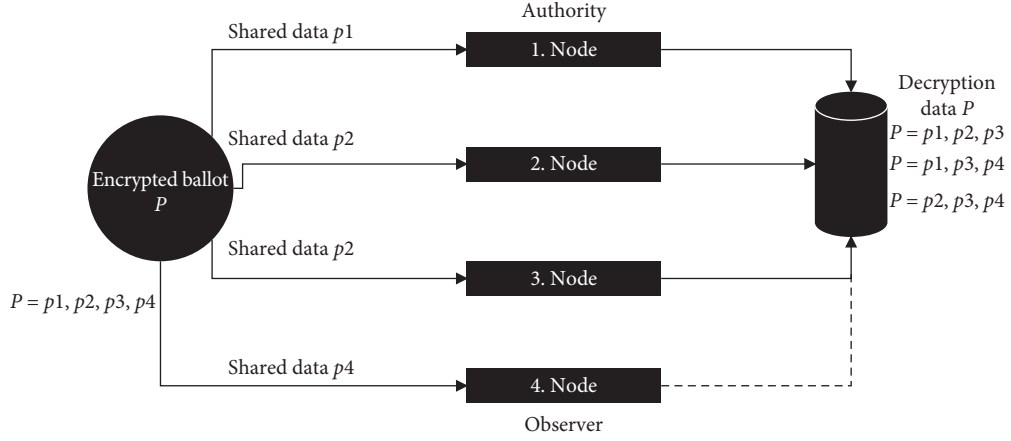 Authority
Shared data p1
1. Node
Decryption
data P
P = p1, p2, p3
Shared data p2
2. Node
P = p1, p3, p4
Encrypted ballot
P
P = p2, p3, p4
Shared data p2
3. Node
P = p1, p2, p3, p4
Shared data p4
4. Node
Observer